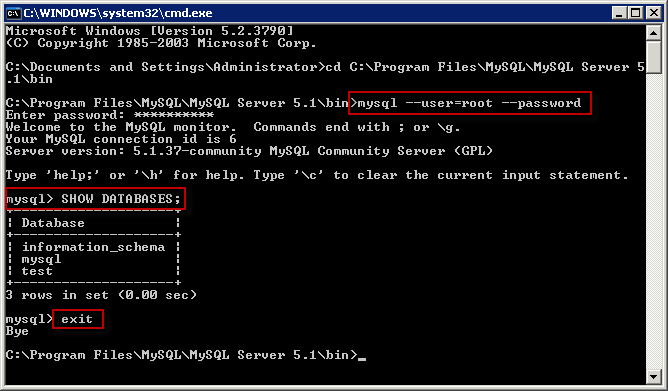 C:\WINDOWS\system32\cmd.exe
Microsoft Windows [Version 5.2.3790]
(C) Copyright 1985-2003 Microsoft Corp.
C:\Documents and Settings\Administrator>cd C:\Program Files\MySQL\MySQL Server 5
.1\bin
C:\Program Files\MySQL\MySQL Server 5.1\bin>mysql --user=root --password
Enter password: **********
Welcome to the MySQL monitor.  Commands end with ; or \g.
Your MySQL connection id is 6
Server version: 5.1.37-community MySQL Community Server (GPL)
Type 'help;' or '\h' for help. Type '\c' to clear the current input statement.
mysql> SHOW DATABASES;
+--------------------+
| Database           |
+--------------------+
| information_schema |
| mysql              |
| test               |
+--------------------+
3 rows in set (0.00 sec)
mysql> exit
Bye
C:\Program Files\MySQL\MySQL Server 5.1\bin>_